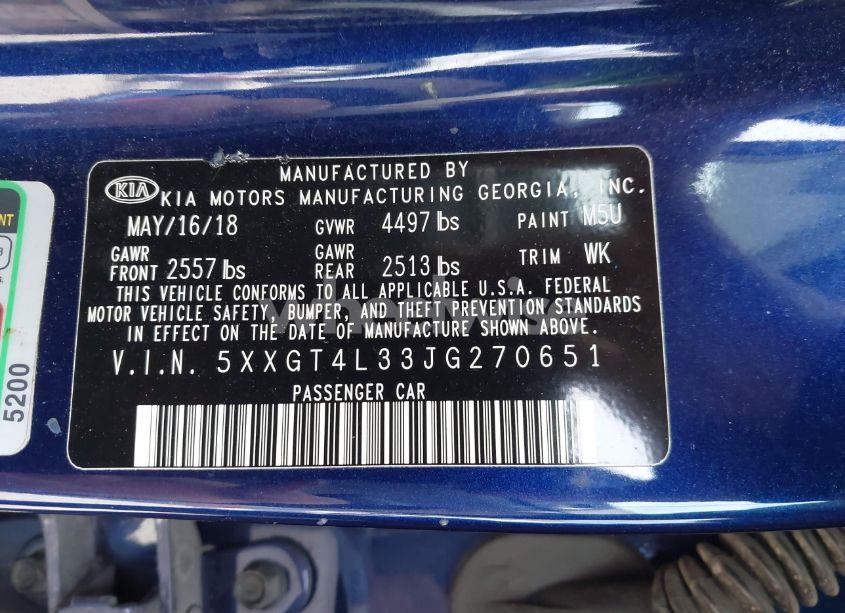 MANUFACTURED BY
KIA KIA MOTORS MANUFACTURING GEORGIA, INC.
MAY/16/18 GVWR 4497 lbs PAINT M5U
GAWR FRONT 2557 lbs GAWR REAR 2513 lbs TRIM WK
THIS VEHICLE CONFORMS TO ALL APPLICABLE U.S.A. FEDERAL
MOTOR VEHICLE SAFETY, BUMPER, AND THEFT PREVENTION STANDARDS
IN EFFECT ON THE DATE OF MANUFACTURE SHOWN ABOVE.
V.I.N. 5XXGT4L33JG270651
PASSENGER CAR
5200